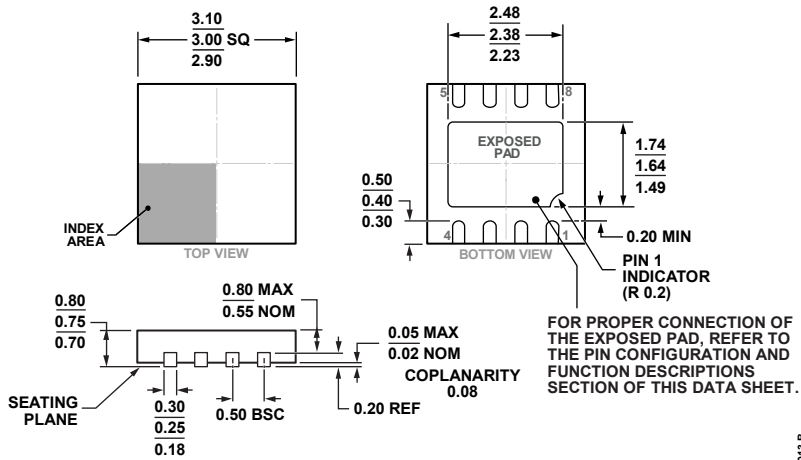 3.10
3.00 SQ
2.90
INDEX
AREA
TOP VIEW
2.48
2.38
2.23
5
8
EXPOSED
PAD
1.74
1.64
1.49
0.50
0.40
0.30
4
1
BOTTOM VIEW
0.20 MIN
PIN 1
INDICATOR
(R 0.2)
FOR PROPER CONNECTION OF
THE EXPOSED PAD, REFER TO
THE PIN CONFIGURATION AND
FUNCTION DESCRIPTIONS
SECTION OF THIS DATA SHEET.
0.80
0.75
0.70
0.80 MAX
0.55 NOM
0.05 MAX
0.02 NOM
COPLANARITY
0.08
SEATING
PLANE
0.30
0.25
0.18
0.50 BSC
0.20 REF